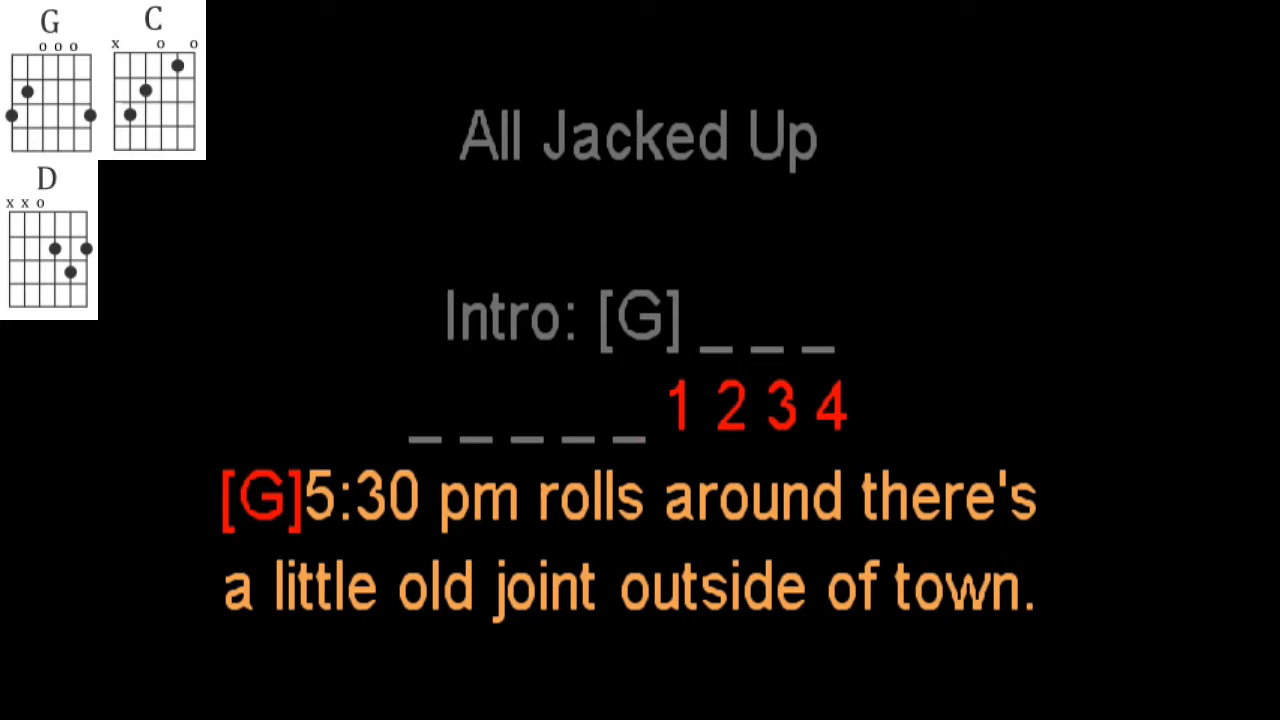 G
o o o
C
x o o
D
x x o
All Jacked Up
Intro: [G] _ _ _
_ _ _ _ _ 1 2 3 4
[G]5:30 pm rolls around there's
a little old joint outside of town.